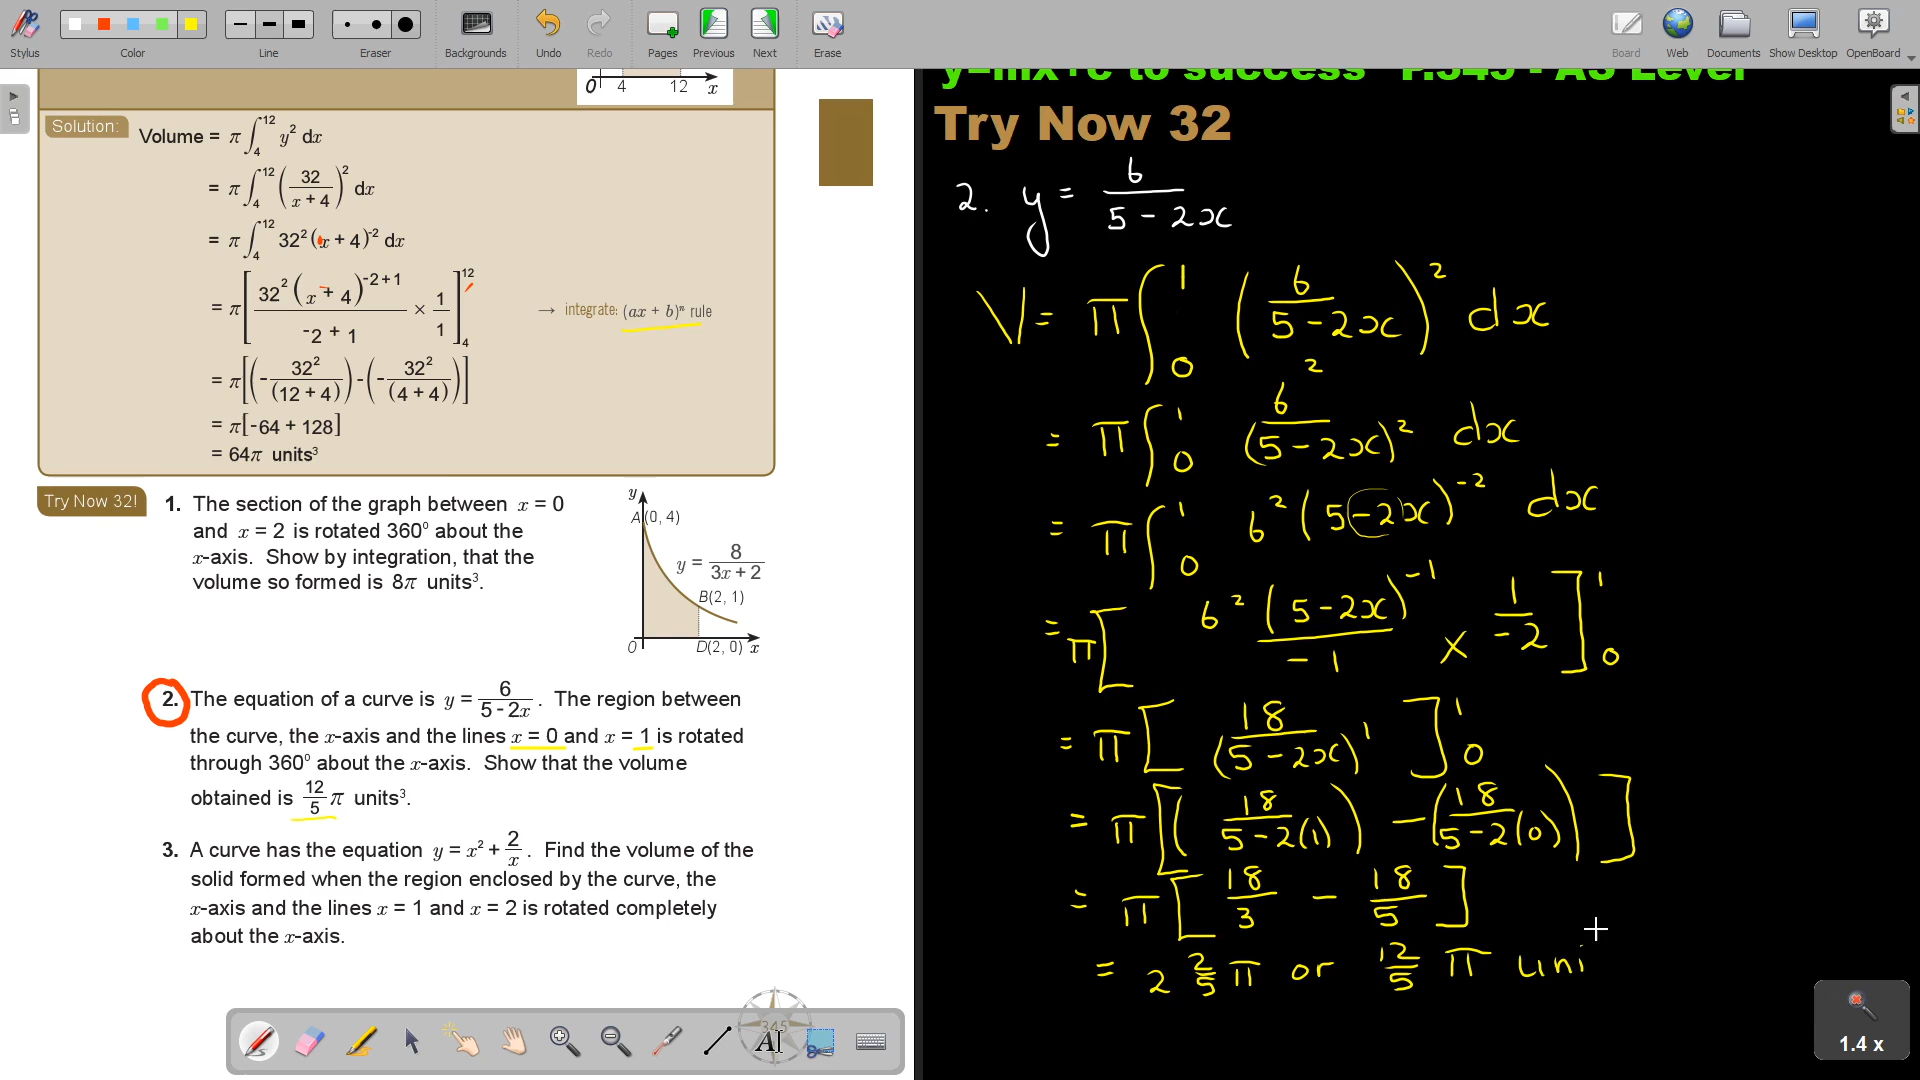 Stylus Color Line Eraser Backgrounds Undo Redo Pages Previous Next Erase Board Web Documents Show Desktop OpenBoard
O 4 12 x
Solution:
Volume = π∫₄¹² y² dx
= π∫₄¹² (32/(x + 4))² dx
= π∫₄¹² 32²(x + 4)⁻² dx
= π[32²(x + 4)^(-2+1)/(-2 + 1) × 1/1]₄¹² → integrate: (ax + b)ⁿ rule
= π[(-32²/(12 + 4)) - (-32²/(4 + 4))]
= π[-64 + 128]
= 64π units³
Try Now 32!
1. The section of the graph between x = 0
and x = 2 is rotated 360° about the
x-axis. Show by integration, that the
volume so formed is 8π units³.
y
A(0, 4)
y = 8/(3x + 2)
B(2, 1)
O D(2, 0) x
2. The equation of a curve is y = 6/(5 - 2x). The region between
the curve, the x-axis and the lines x = 0 and x = 1 is rotated
through 360° about the x-axis. Show that the volume
obtained is 12/5 π units³.
3. A curve has the equation y = x² + 2/x. Find the volume of the
solid formed when the region enclosed by the curve, the
x-axis and the lines x = 1 and x = 2 is rotated completely
about the x-axis.
345
y=mx+c to success P.345 - AS Level
Try Now 32
2. y = 6/(5 - 2x)
V = π∫₀¹ (6/(5-2x))² dx
= π∫₀¹ 6²/(5-2x)² dx
= π∫₀¹ 6²(5-2x)⁻² dx
= π[6²(5-2x)⁻¹/-1 × 1/-2]₀¹
= π[18/(5-2x)¹]₀¹
= π[(18/(5-2(1))) - (18/(5-2(0)))]
= π[18/3 - 18/5]
= 2 2/5 π or 12/5 π uni
1.4 x